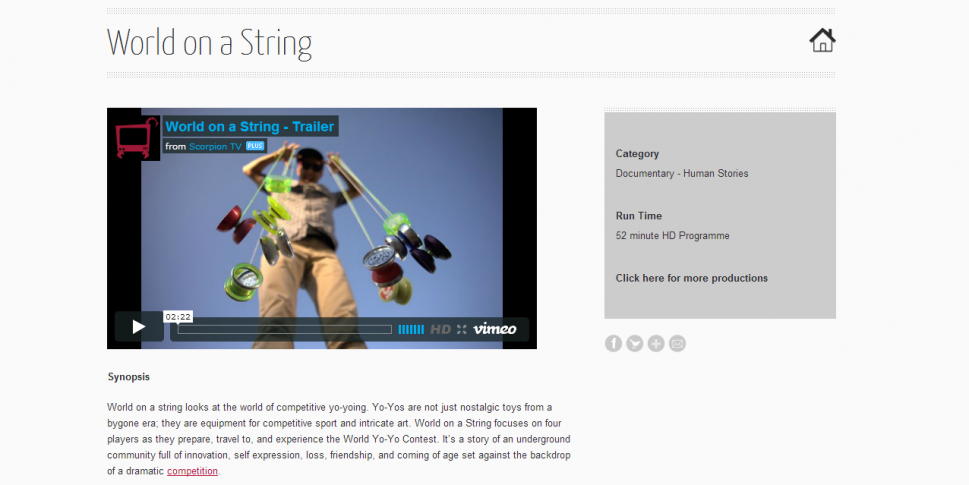 World on a String
World on a String - Trailer
from Scorpion TV PLUS
02:22
HD
vimeo
Category
Documentary - Human Stories
Run Time
52 minute HD Programme
Click here for more productions
f
Synopsis
World on a string looks at the world of competitive yo-yoing. Yo-Yos are not just nostalgic toys from a
bygone era; they are equipment for competitive sport and intricate art. World on a String focuses on four
players as they prepare, travel to, and experience the World Yo-Yo Contest. It's a story of an underground
community full of innovation, self expression, loss, friendship, and coming of age set against the backdrop
of a dramatic competition.